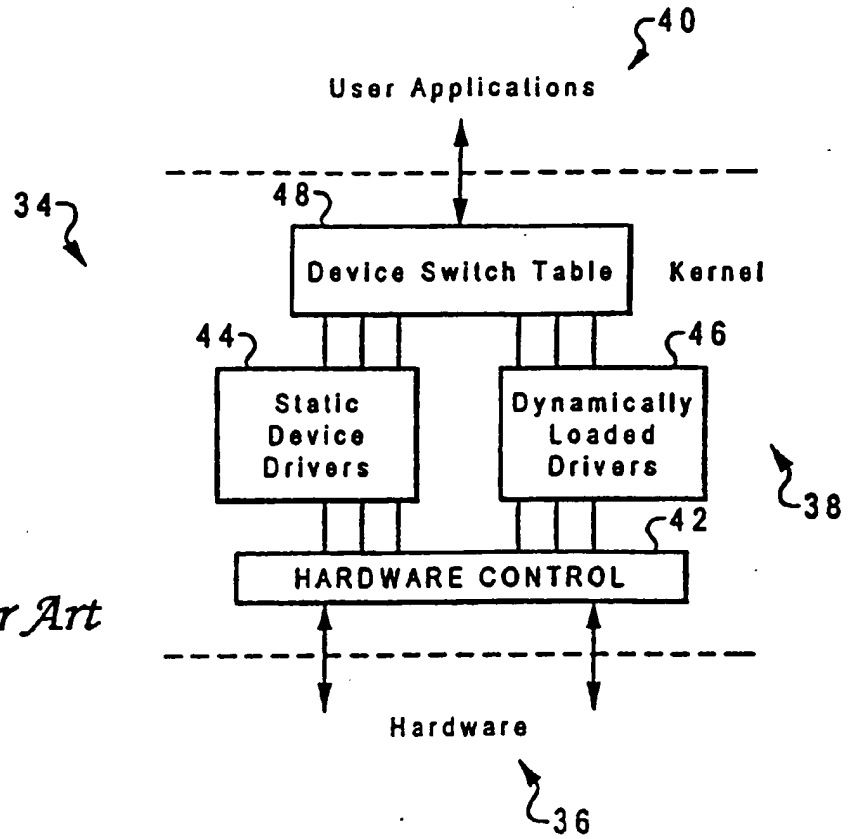 40
User Applications
34
48
Device Switch Table
Kernel
44
46
Static
Device
Drivers
Dynamically
Loaded
Drivers
38
42
HARDWARE CONTROL
r Art
Hardware
36